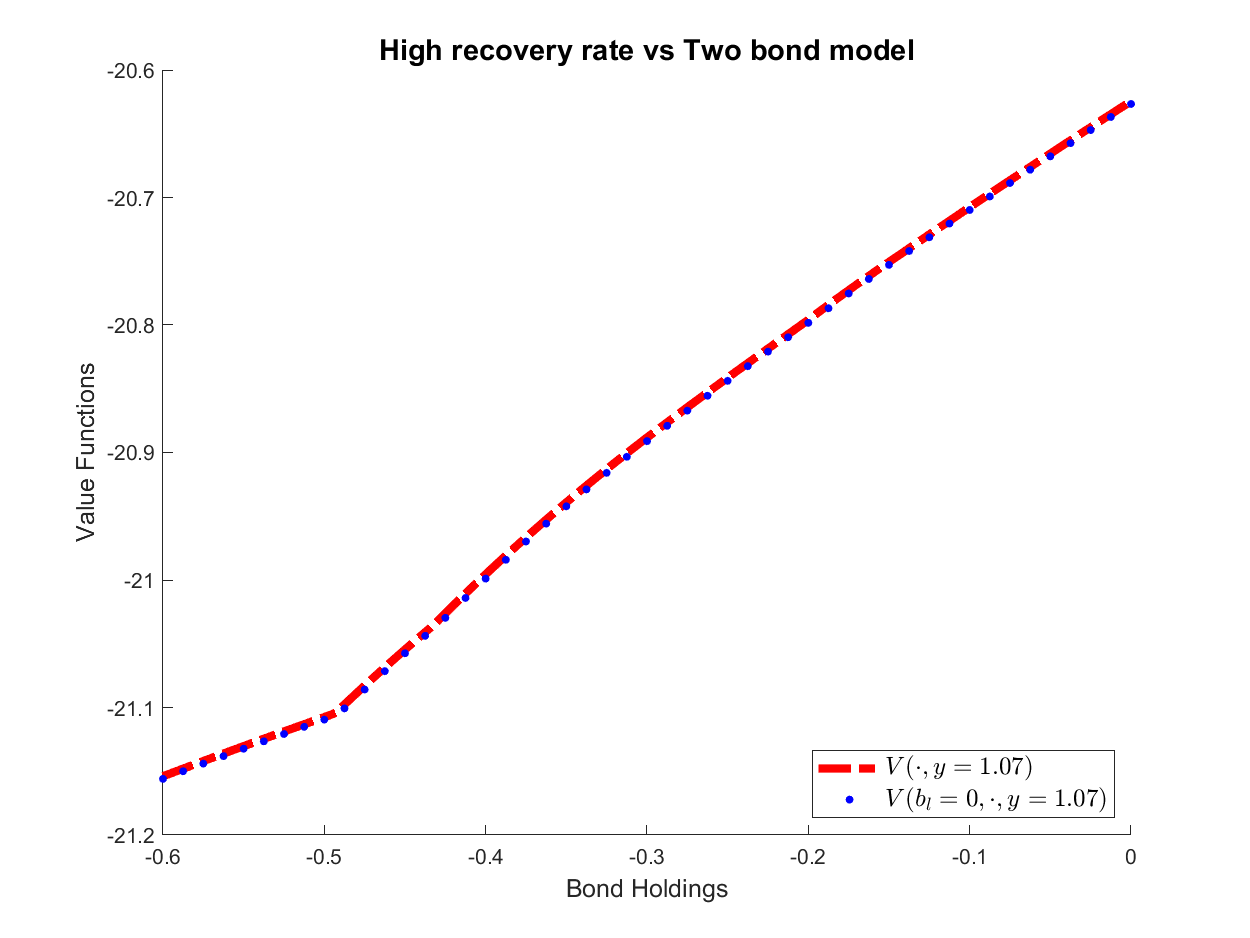 High recovery rate vs Two bond model
-20.6
-20.7
-20.8
-20.9
-21
-21.1
-21.2
Value Functions
-0.6
-0.5
-0.4
-0.3
-0.2
-0.1
0
Bond Holdings
V(·, y = 1.07)
V(b_l = 0, ·, y = 1.07)